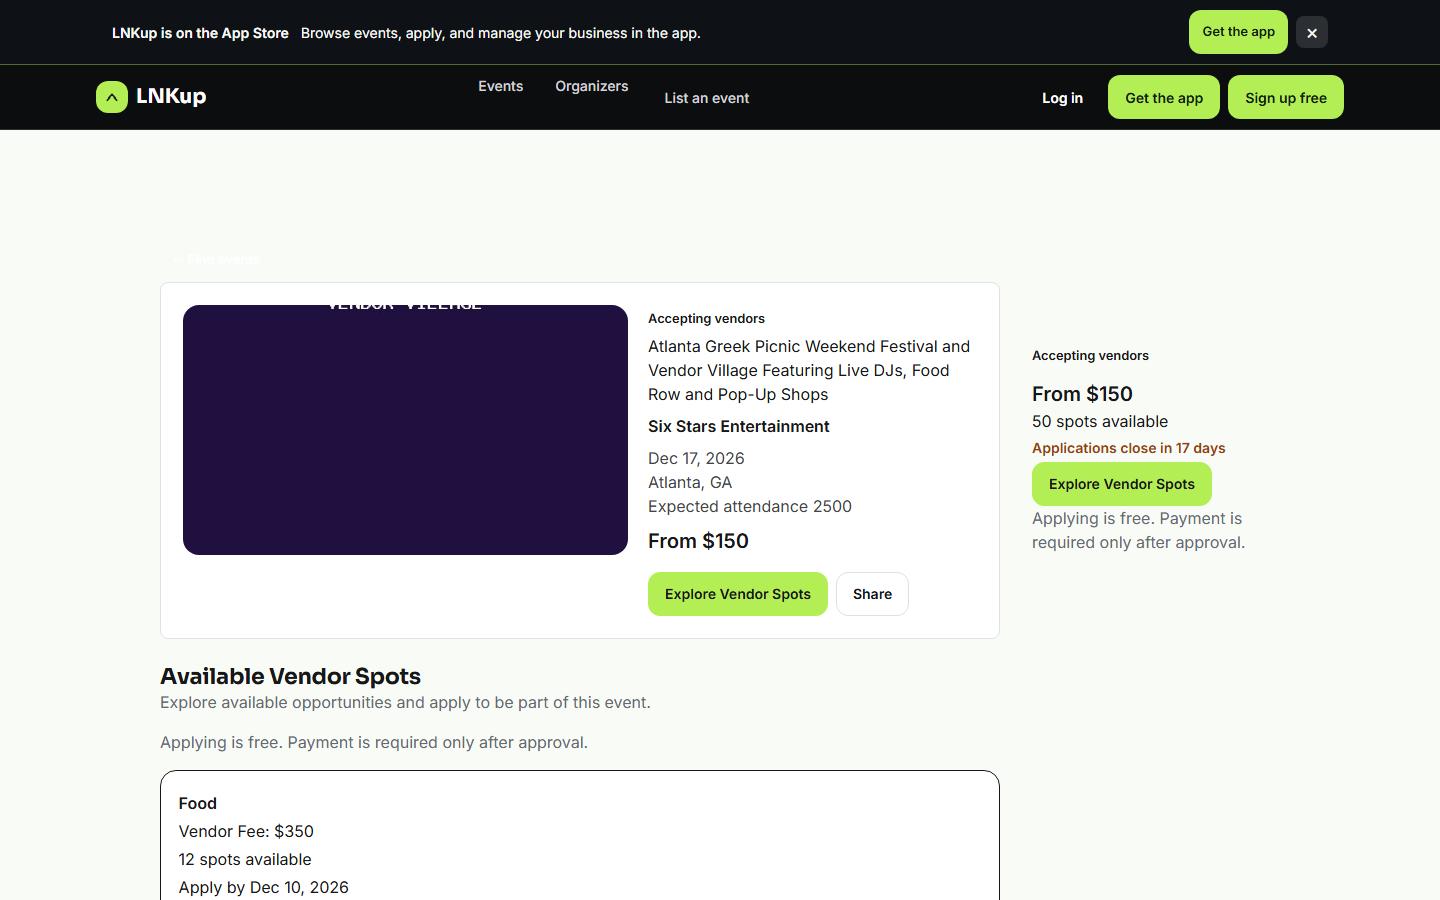 LNKup is on the App Store Browse events, apply, and manage your business in the app.
Get the app
LNKup
Events
Organizers
List an event
Log in
Get the app
Sign up free
← Find events
VENDOR VILLAGE
Accepting vendors
Atlanta Greek Picnic Weekend Festival and
Vendor Village Featuring Live DJs, Food
Row and Pop-Up Shops
Six Stars Entertainment
Dec 17, 2026
Atlanta, GA
Expected attendance 2500
From $150
Explore Vendor Spots
Share
Accepting vendors
From $150
50 spots available
Applications close in 17 days
Explore Vendor Spots
Applying is free. Payment is
required only after approval.
Available Vendor Spots
Explore available opportunities and apply to be part of this event.
Applying is free. Payment is required only after approval.
Food
Vendor Fee: $350
12 spots available
Apply by Dec 10, 2026